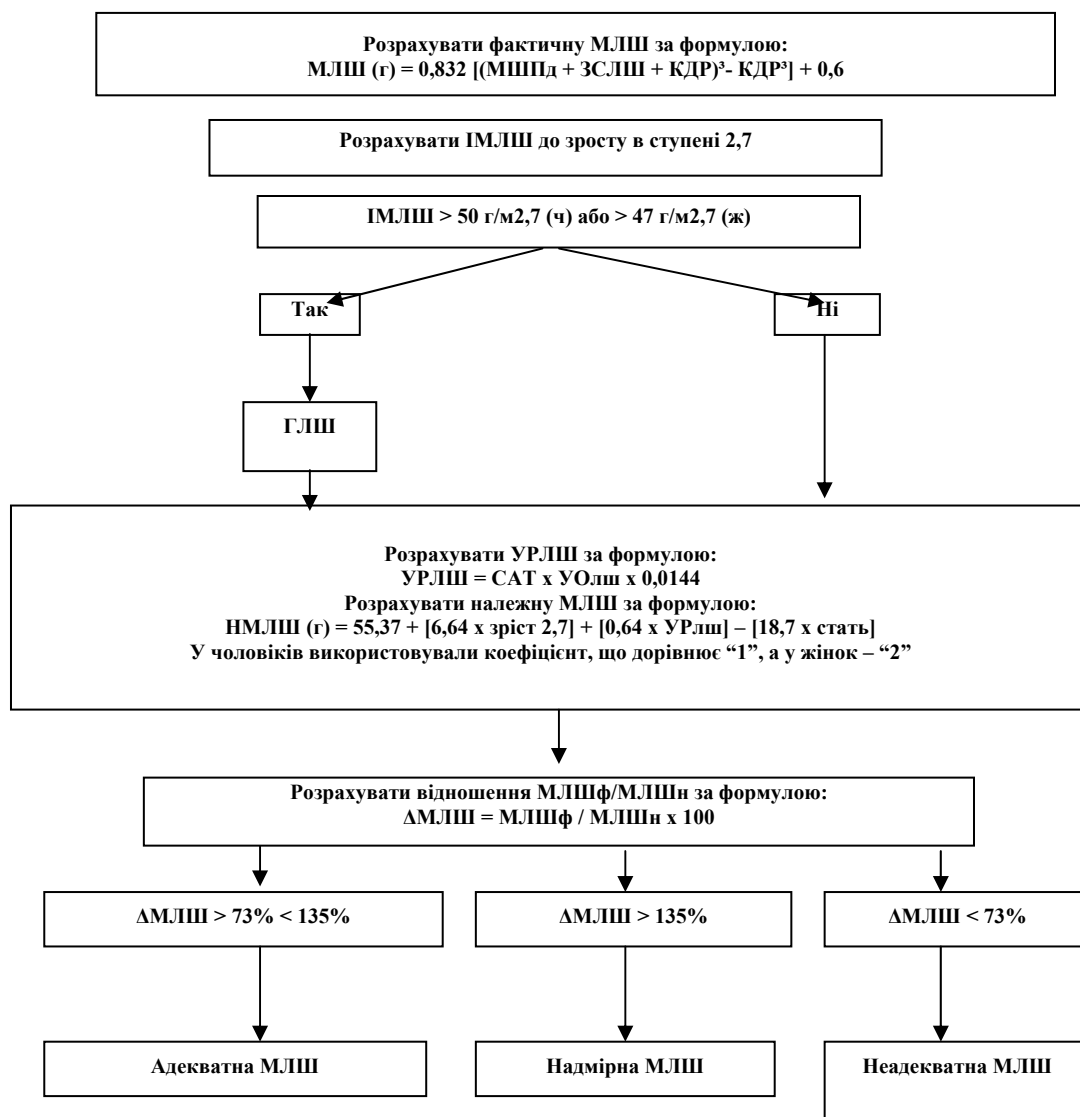 Розрахувати фактичну МЛШ за формулою:
МЛШ (г) = 0,832 [(МШПд + ЗСЛШ + КДР)³- КДР³] + 0,6
Розрахувати ІМЛШ до зросту в ступені 2,7
ІМЛШ > 50 г/м2,7 (ч) або > 47 г/м2,7 (ж)
Так
Ні
ГЛШ
Розрахувати УРЛШ за формулою:
УРЛШ = САТ х УОлш х 0,0144
Розрахувати належну МЛШ за формулою:
НМЛШ (г) = 55,37 + [6,64 х зріст 2,7] + [0,64 х УРлш] – [18,7 х стать]
У чоловіків використовували коефіцієнт, що дорівнює “1”, а у жінок – “2”
Розрахувати відношення МЛШф/МЛШн за формулою:
ΔМЛШ = МЛШф / МЛШн х 100
ΔМЛШ > 73% < 135%
ΔМЛШ > 135%
ΔМЛШ < 73%
Адекватна МЛШ
Надмірна МЛШ
Неадекватна МЛШ